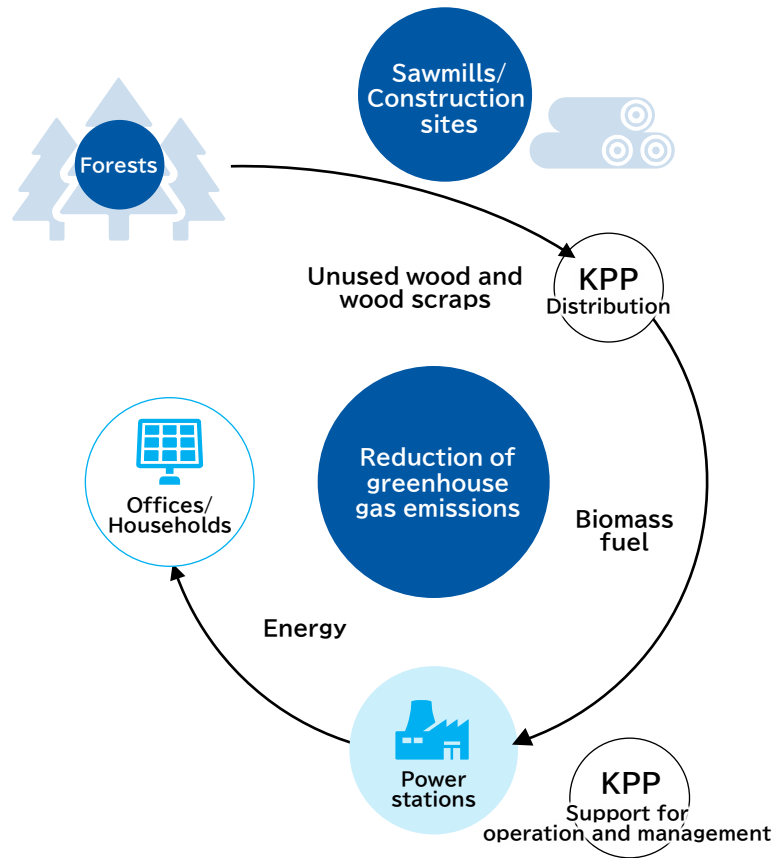 Sawmills/
Construction
sites
Forests
KPP
Distribution
Unused wood and
wood scraps
Reduction of
greenhouse
gas emissions
Offices/
Households
Biomass
fuel
Energy
Power
stations
KPP
Support for
operation and management